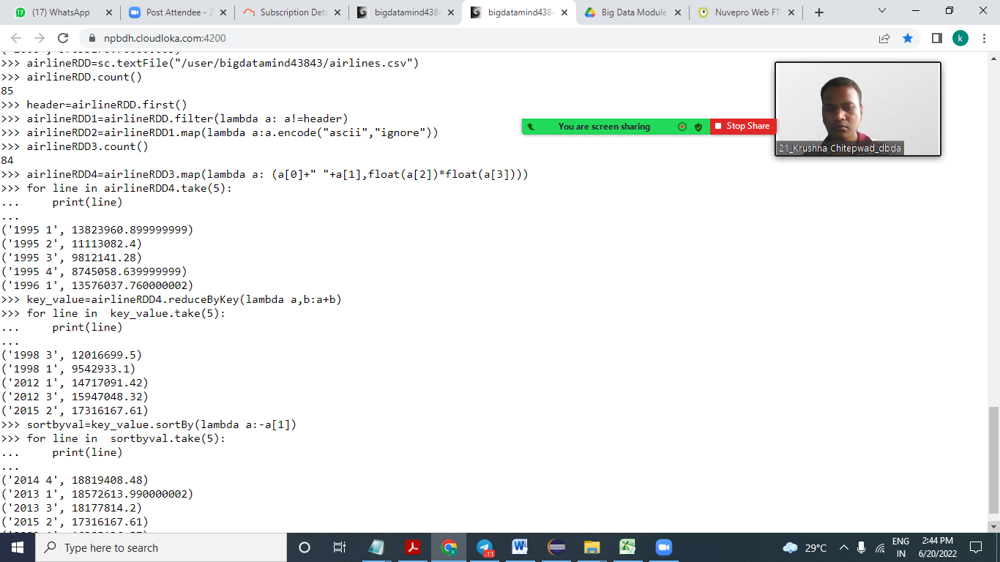 (17) WhatsApp
Post Attendee - Z
Subscription Deta
bigdatamind4384
bigdatamind4384
Big Data Module
Nuvepro Web FT
npbdh.cloudloka.com:4200
k
>>> airlineRDD=sc.textFile("/user/bigdatamind43843/airlines.csv")
>>> airlineRDD.count()
85
>>> header=airlineRDD.first()
>>> airlineRDD1=airlineRDD.filter(lambda a: a!=header)
>>> airlineRDD2=airlineRDD1.map(lambda a:a.encode("ascii","ignore"))
>>> airlineRDD3.count()
84
>>> airlineRDD4=airlineRDD3.map(lambda a: (a[0]+" "+a[1],float(a[2])*float(a[3])))
>>> for line in airlineRDD4.take(5):
...     print(line)
...
('1995 1', 13823960.899999999)
('1995 2', 11113082.4)
('1995 3', 9812141.28)
('1995 4', 8745058.639999999)
('1996 1', 13576037.760000002)
>>> key_value=airlineRDD4.reduceByKey(lambda a,b:a+b)
>>> for line in  key_value.take(5):
...     print(line)
...
('1998 3', 12016699.5)
('1998 1', 9542933.1)
('2012 1', 14717091.42)
('2012 3', 15947048.32)
('2015 2', 17316167.61)
>>> sortbyval=key_value.sortBy(lambda a:-a[1])
>>> for line in  sortbyval.take(5):
...     print(line)
...
('2014 4', 18819408.48)
('2013 1', 18572613.990000002)
('2013 3', 18177814.2)
('2015 2', 17316167.61)
You are screen sharing
Stop Share
21_Krushna Chitepwad_dbda
Type here to search
29°C
ENG
IN
2:44 PM
6/20/2022